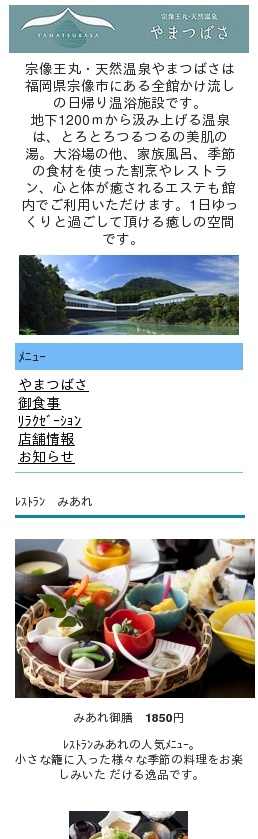 YAMATSUBASA
宗像王丸・天然温泉
やまつばさ
宗像王丸・天然温泉やまつばさは
福岡県宗像市にある全館かけ流し
の日帰り温浴施設です。
地下1200ｍから汲み上げる温泉
は、とろとろつるつるの美肌の
湯。大浴場の他、家族風呂、季節
の食材を使った割烹やレストラ
ン、心と体が癒されるエステも館
内でご利用いただけます。1日ゆっ
くりと過ごして頂ける癒しの空間
です。
ﾒﾆｭｰ
やまつばさ
御食事
ﾘﾗｸｾﾞｰｼｮﾝ
店舗情報
お知らせ
ﾚｽﾄﾗﾝ　みあれ
みあれ御膳　1850円
ﾚｽﾄﾗﾝみあれの人気ﾒﾆｭｰ。
小さな籠に入った様々な季節の料理をお楽
しみいた だける逸品です。